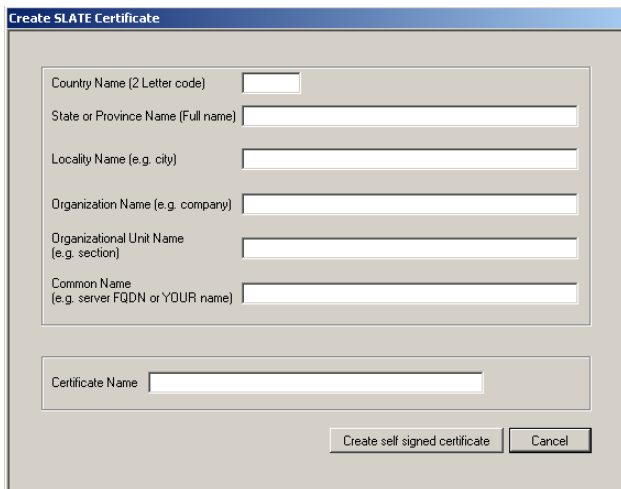 Create SLATE Certificate
Country Name (2 Letter code)
State or Province Name (Full name)
Locality Name (e.g. city)
Organization Name (e.g. company)
Organizational Unit Name
(e.g. section)
Common Name
(e.g. server FQDN or YOUR name)
Certificate Name
Create self signed certificate
Cancel